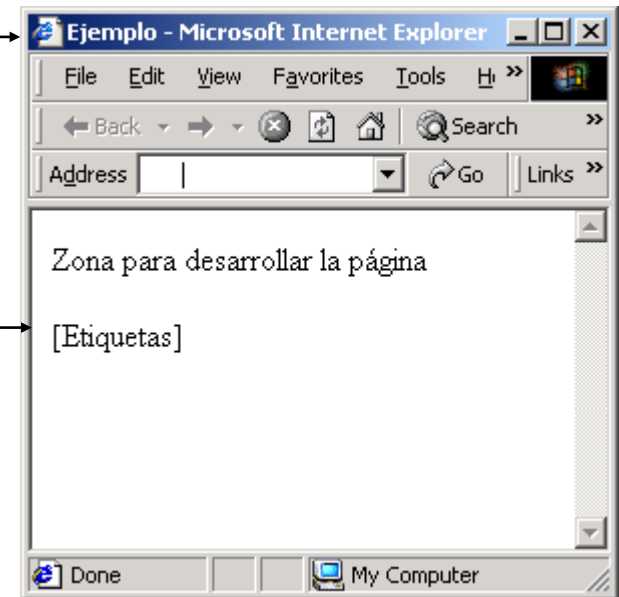 Ejemplo - Microsoft Internet Explorer
File Edit View Favorites Tools H »
Back Search »
Address Go Links »
Zona para desarrollar la página
[Etiquetas]
Done My Computer